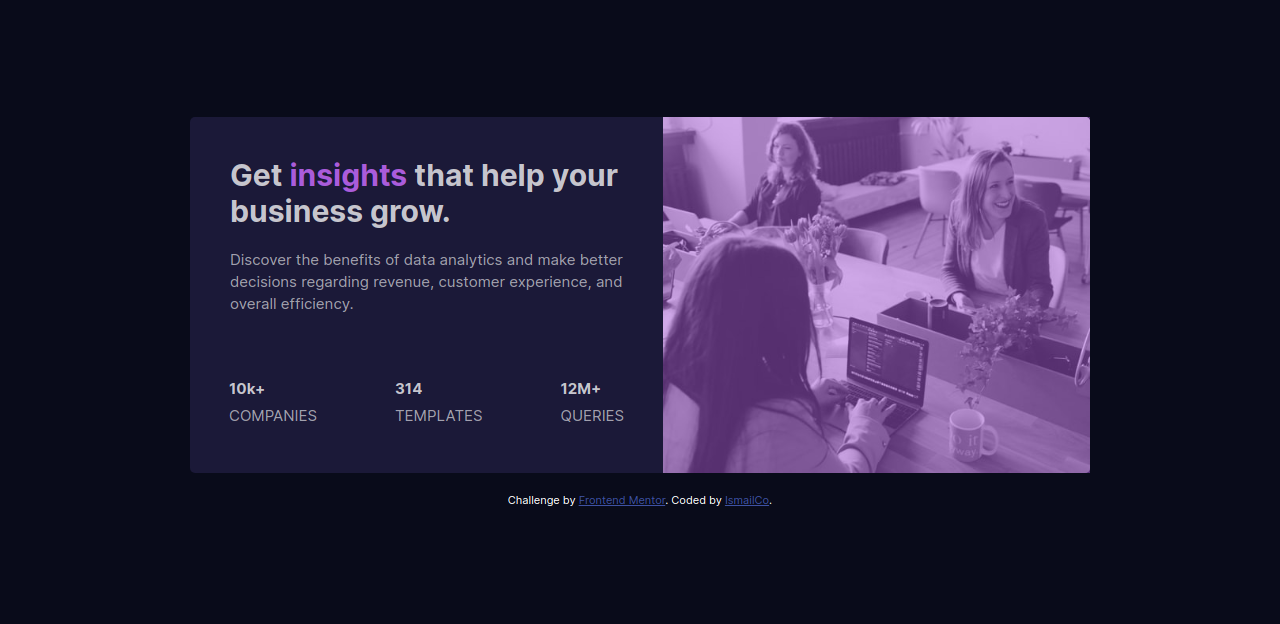 Get insights that help your
business grow.
Discover the benefits of data analytics and make better
decisions regarding revenue, customer experience, and
overall efficiency.
10k+ 314 12M+
COMPANIES TEMPLATES QUERIES
Challenge by Frontend Mentor. Coded by IsmailCo.